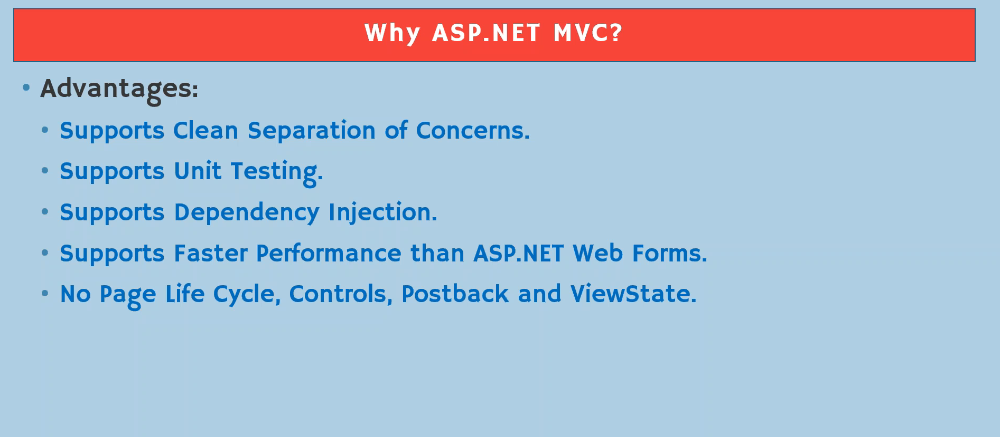 Why ASP.NET MVC?
• Advantages:
• Supports Clean Separation of Concerns.
• Supports Unit Testing.
• Supports Dependency Injection.
• Supports Faster Performance than ASP.NET Web Forms.
• No Page Life Cycle, Controls, Postback and ViewState.